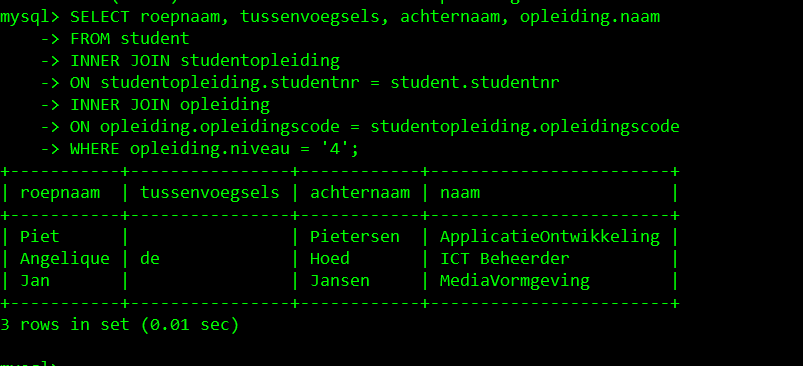 mysql> SELECT roepnaam, tussenvoegsels, achternaam, opleiding.naam
    -> FROM student
    -> INNER JOIN studentopleiding
    -> ON studentopleiding.studentnr = student.studentnr
    -> INNER JOIN opleiding
    -> ON opleiding.opleidingscode = studentopleiding.opleidingscode
    -> WHERE opleiding.niveau = '4';
+-----------+----------------+------------+----------------------+
| roepnaam  | tussenvoegsels | achternaam | naam                 |
+-----------+----------------+------------+----------------------+
| Piet      |                | Pietersen  | ApplicatieOntwikkeling |
| Angelique | de             | Hoed       | ICT Beheerder        |
| Jan       |                | Jansen     | MediaVormgeving      |
+-----------+----------------+------------+----------------------+
3 rows in set (0.01 sec)
mysql>